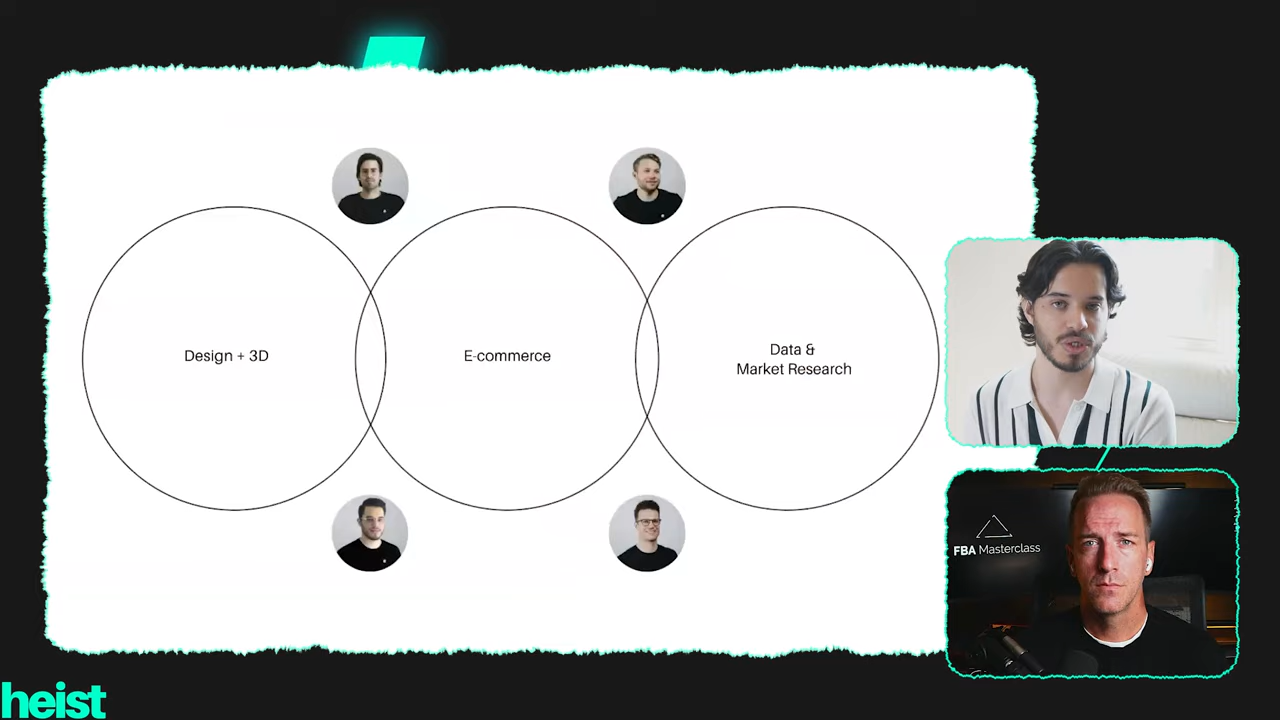 Design + 3D
E-commerce
Data &
Market Research
FBA Masterclass
heist